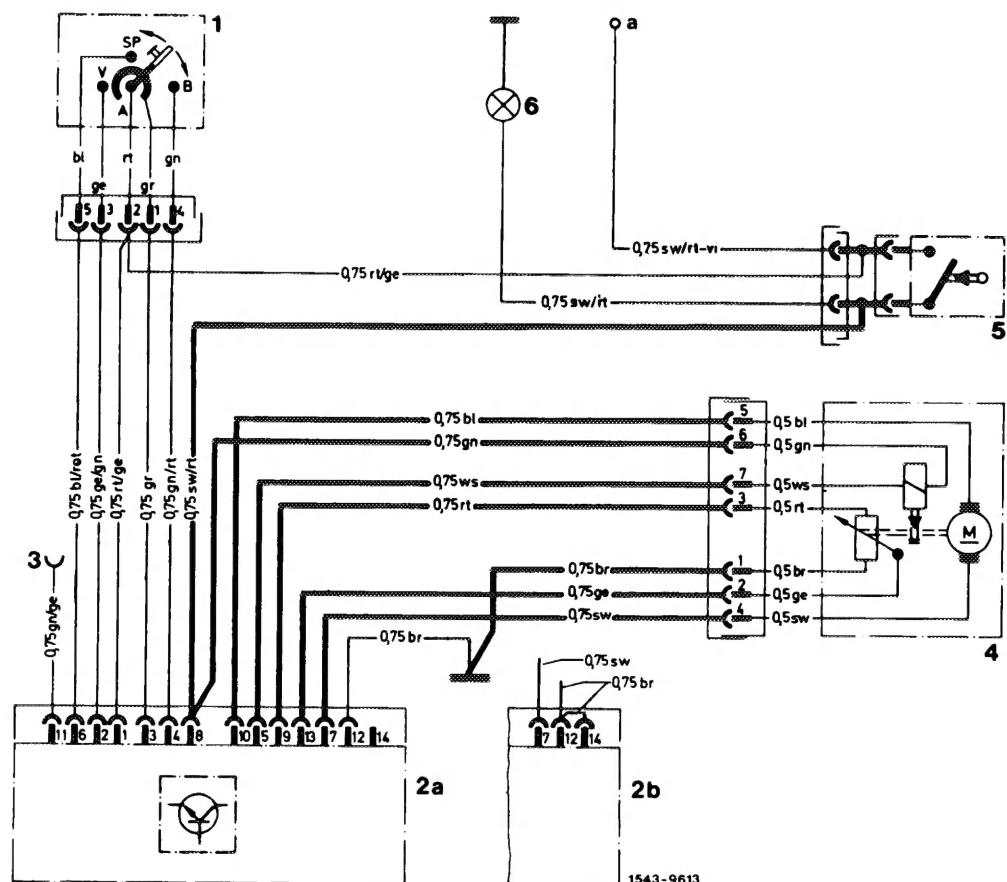 1
SP
V
B
A
bl
rt
gn
ge
gr
5
3
2
1
4
6
a
0,75 sw/rt-vi
0,75 rt/ge
0,75 sw/rt
5
0,75 bl/rot
0,75 ge/gn
0,75 rt/ge
0,75 gr
0,75 gn/rt
0,75 sw/rt
0,75 bl
5
0,5 bl
0,75 gn
6
0,5 gn
0,75 ws
7
0,5 ws
0,75 rt
3
0,5 rt
M
0,75 br
1
0,5 br
0,75 ge
2
0,5 ge
0,75 sw
4
0,5 sw
4
3
0,75 gn/ge
0,75 br
0,75 sw
0,75 br
11
6
2
1
3
4
8
10
5
9
13
7
12
14
7
12
14
2a
2b
1543-9613